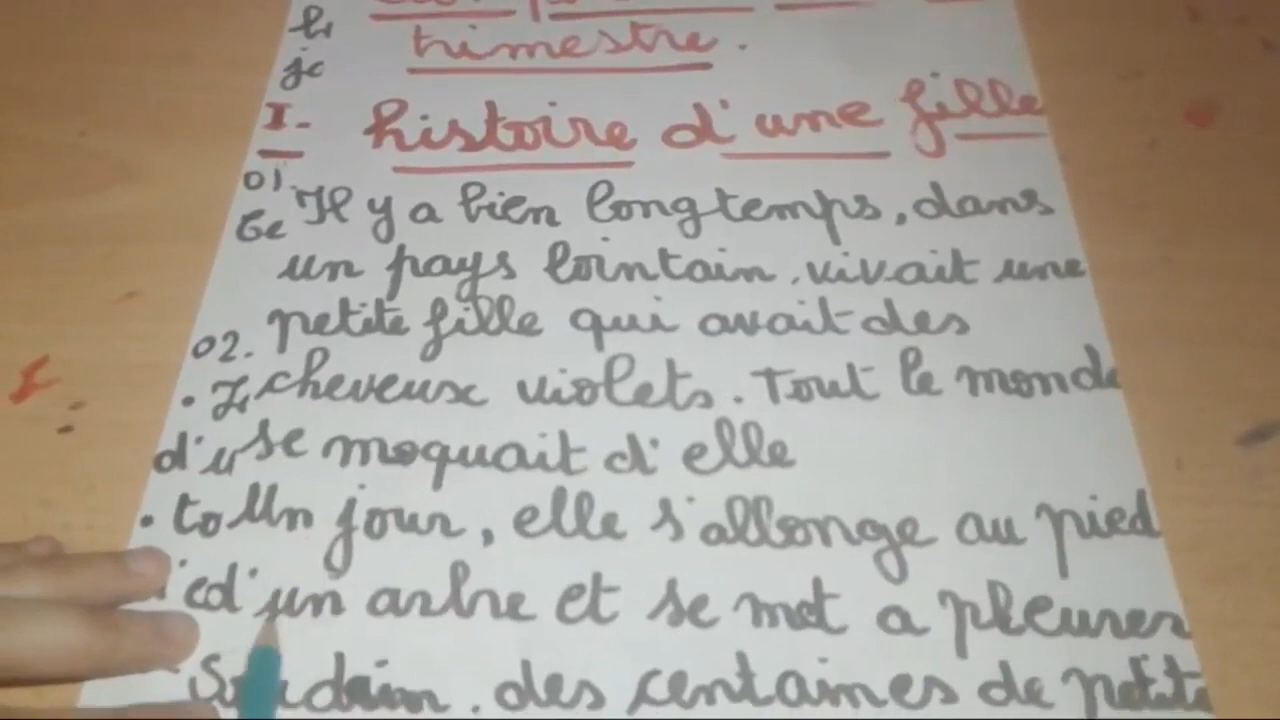 trimestre.
I- histoire d'une fille
Il y a bien longtemps, dans
un pays lointain, vivait une
petite fille qui avait des
cheveux violets. Tout le monde
se moquait d'elle
Un jour, elle s'allonge au pied
d'un arbre et se met a pleurer
Soudain, des centaines de petite
01.
02.